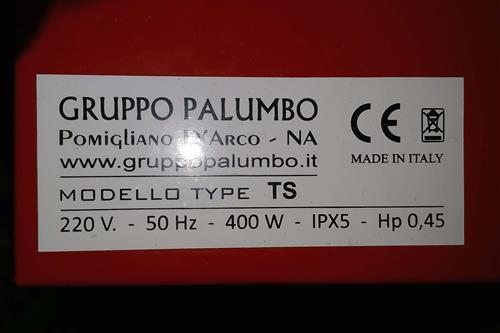 GRUPPO PALUMBO
POMIGLIANO D'ARCO - NA
www.gruppopalumbo.it
MODELLO TYPE TS
220 V. - 50 Hz - 400 W - IPX5 - Hp 0,45
CE
MADE IN ITALY